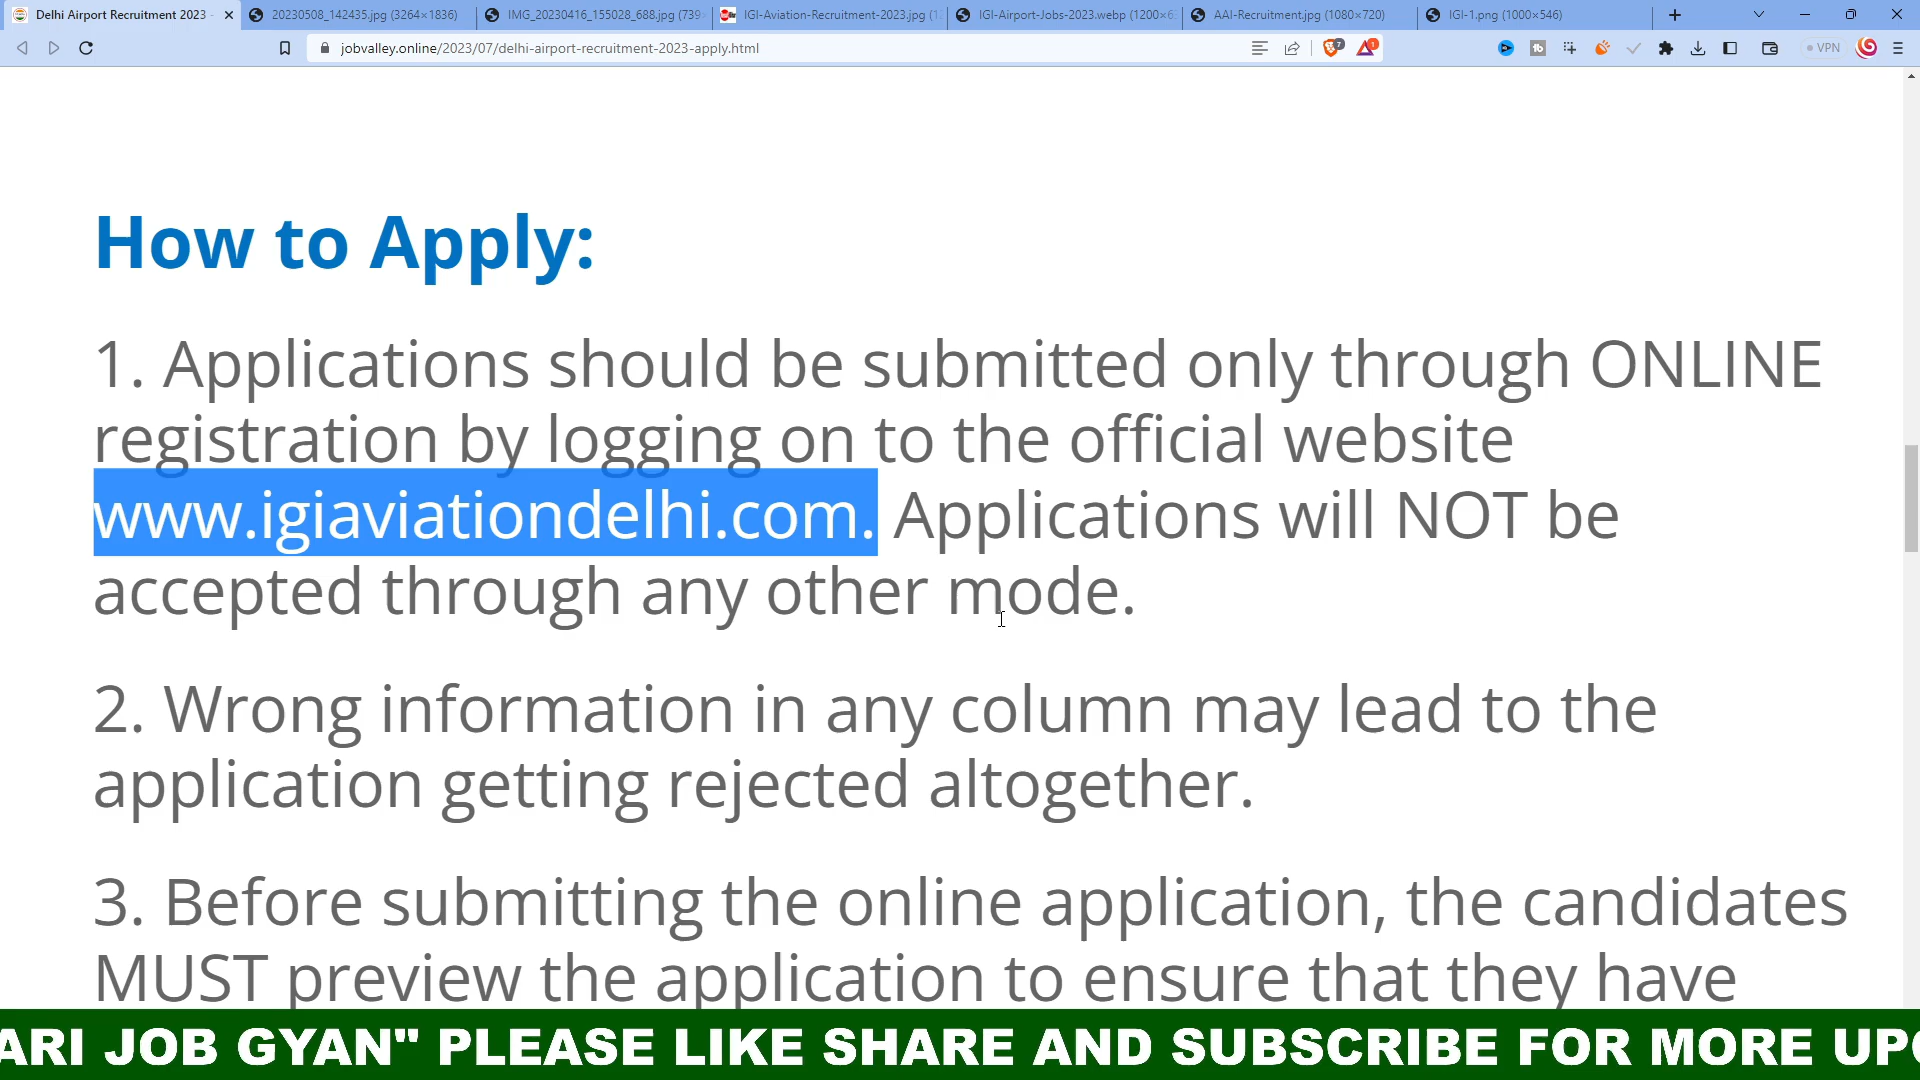 Delhi Airport Recruitment 2023 -
20230508_142435.jpg (3264×1836)
IMG_20230416_155028_688.jpg (739×
IGI-Aviation-Recruitment-2023.jpg (1
IGI-Airport-Jobs-2023.webp (1200×6
AAI-Recruitment.jpg (1080×720)
IGI-1.png (1000×546)
jobvalley.online/2023/07/delhi-airport-recruitment-2023-apply.html
7
1
VPN
How to Apply:
1. Applications should be submitted only through ONLINE
registration by logging on to the official website
www.igiaviationdelhi.com. Applications will NOT be
accepted through any other mode.
2. Wrong information in any column may lead to the
application getting rejected altogether.
3. Before submitting the online application, the candidates
MUST preview the application to ensure that they have
ARI JOB GYAN" PLEASE LIKE SHARE AND SUBSCRIBE FOR MORE UP